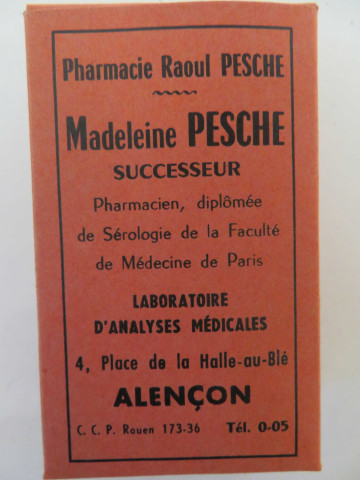 Pharmacie Raoul PESCHE
Madeleine PESCHE
SUCCESSEUR
Pharmacien, diplômée
de Sérologie de la Faculté
de Médecine de Paris
LABORATOIRE
D'ANALYSES MÉDICALES
4, Place de la Halle-au-Blé
ALENÇON
C. C. P. Rouen 173-36 Tél. 0-05